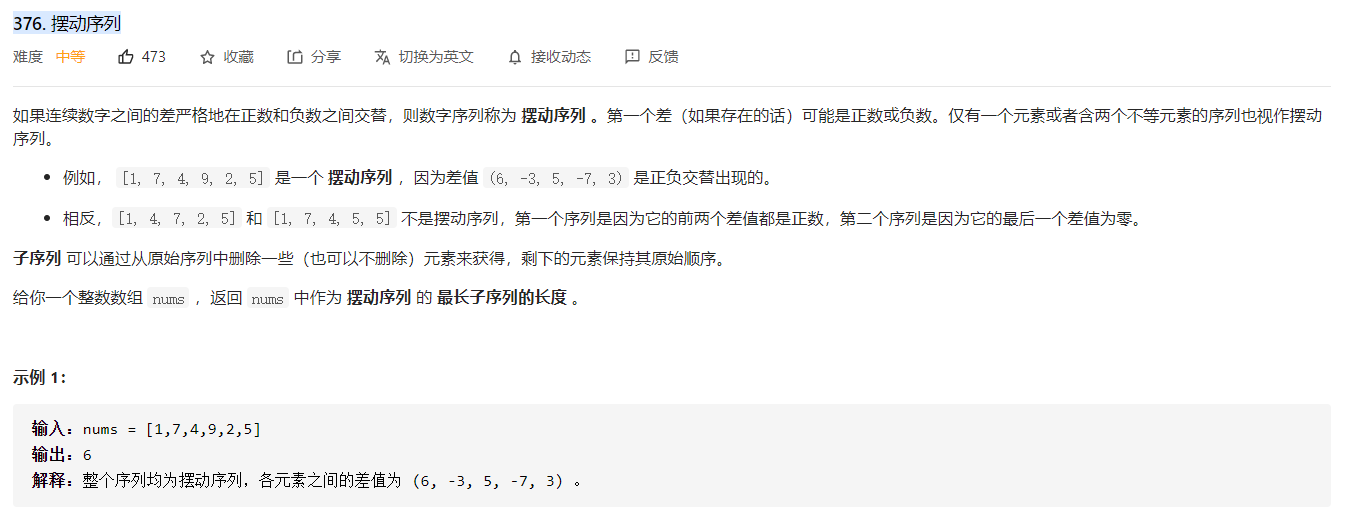 376. 摆动序列
难度 中等 473 收藏 分享 切换为英文 接收动态 反馈
如果连续数字之间的差严格地在正数和负数之间交替，则数字序列称为 摆动序列 。第一个差（如果存在的话）可能是正数或负数。仅有一个元素或者含两个不等元素的序列也视作摆动
序列。
• 例如， [1, 7, 4, 9, 2, 5] 是一个 摆动序列 ，因为差值 (6, -3, 5, -7, 3) 是正负交替出现的。
• 相反，[1, 4, 7, 2, 5] 和 [1, 7, 4, 5, 5] 不是摆动序列，第一个序列是因为它的前两个差值都是正数，第二个序列是因为它的最后一个差值为零。
子序列 可以通过从原始序列中删除一些（也可以不删除）元素来获得，剩下的元素保持其原始顺序。
给你一个整数数组 nums ，返回 nums 中作为 摆动序列 的 最长子序列的长度 。
示例 1：
输入：nums = [1,7,4,9,2,5]
输出：6
解释：整个序列均为摆动序列，各元素之间的差值为 (6, -3, 5, -7, 3) 。